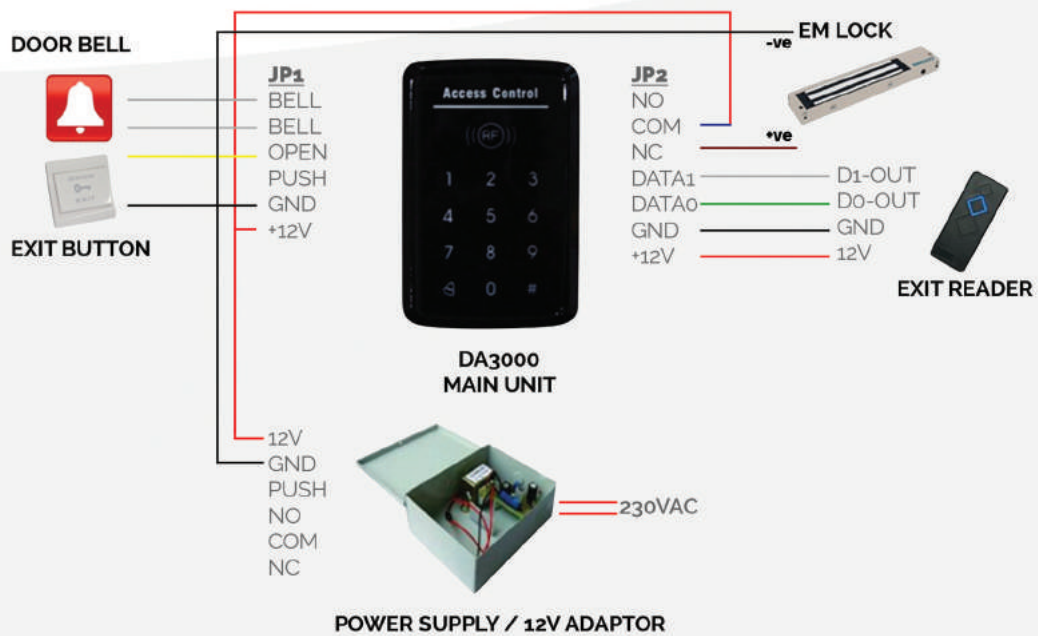 DOOR BELL
EXIT BUTTON
JP1
BELL
BELL
OPEN
PUSH
GND
+12V
Access Control
RF
1 2 3
4 5 6
7 8 9
0 #
DA3000
MAIN UNIT
JP2
NO
COM
NC
DATA1
DATA0
GND
+12V
-ve
EM LOCK
+ve
D1-OUT
D0-OUT
GND
12V
EXIT READER
12V
GND
PUSH
NO
COM
NC
230VAC
POWER SUPPLY / 12V ADAPTOR